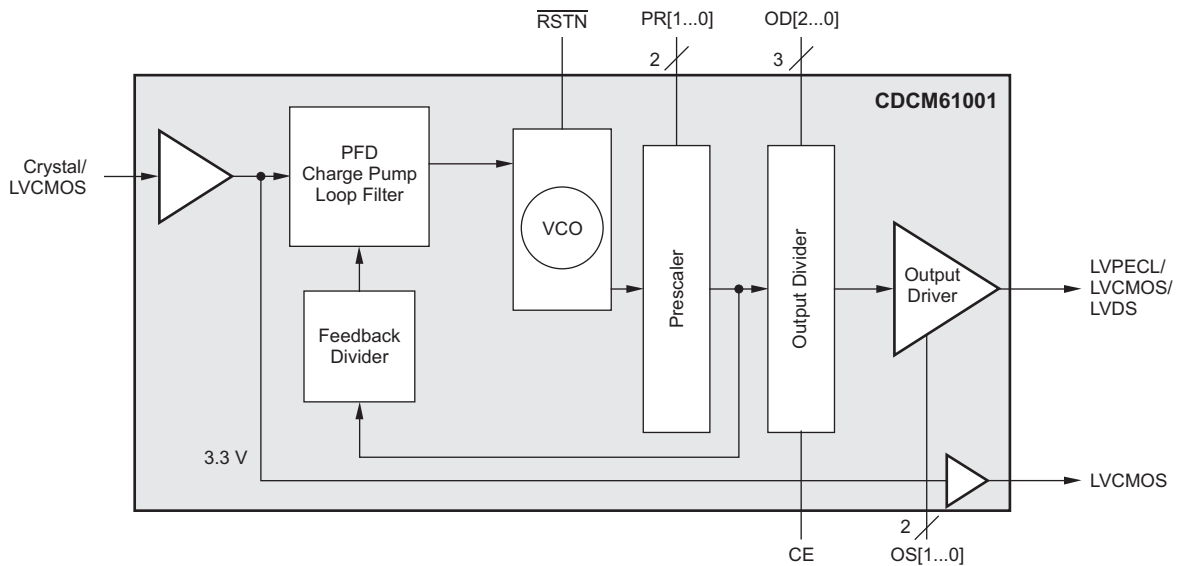 RSTN
PR[1...0]
OD[2...0]
2
3
CDCM61001
Crystal/
LVCMOS
PFD
Charge Pump
Loop Filter
VCO
Prescaler
Output Divider
Output
Driver
LVPECL/
LVCMOS/
LVDS
Feedback
Divider
3.3 V
LVCMOS
2
CE
OS[1...0]